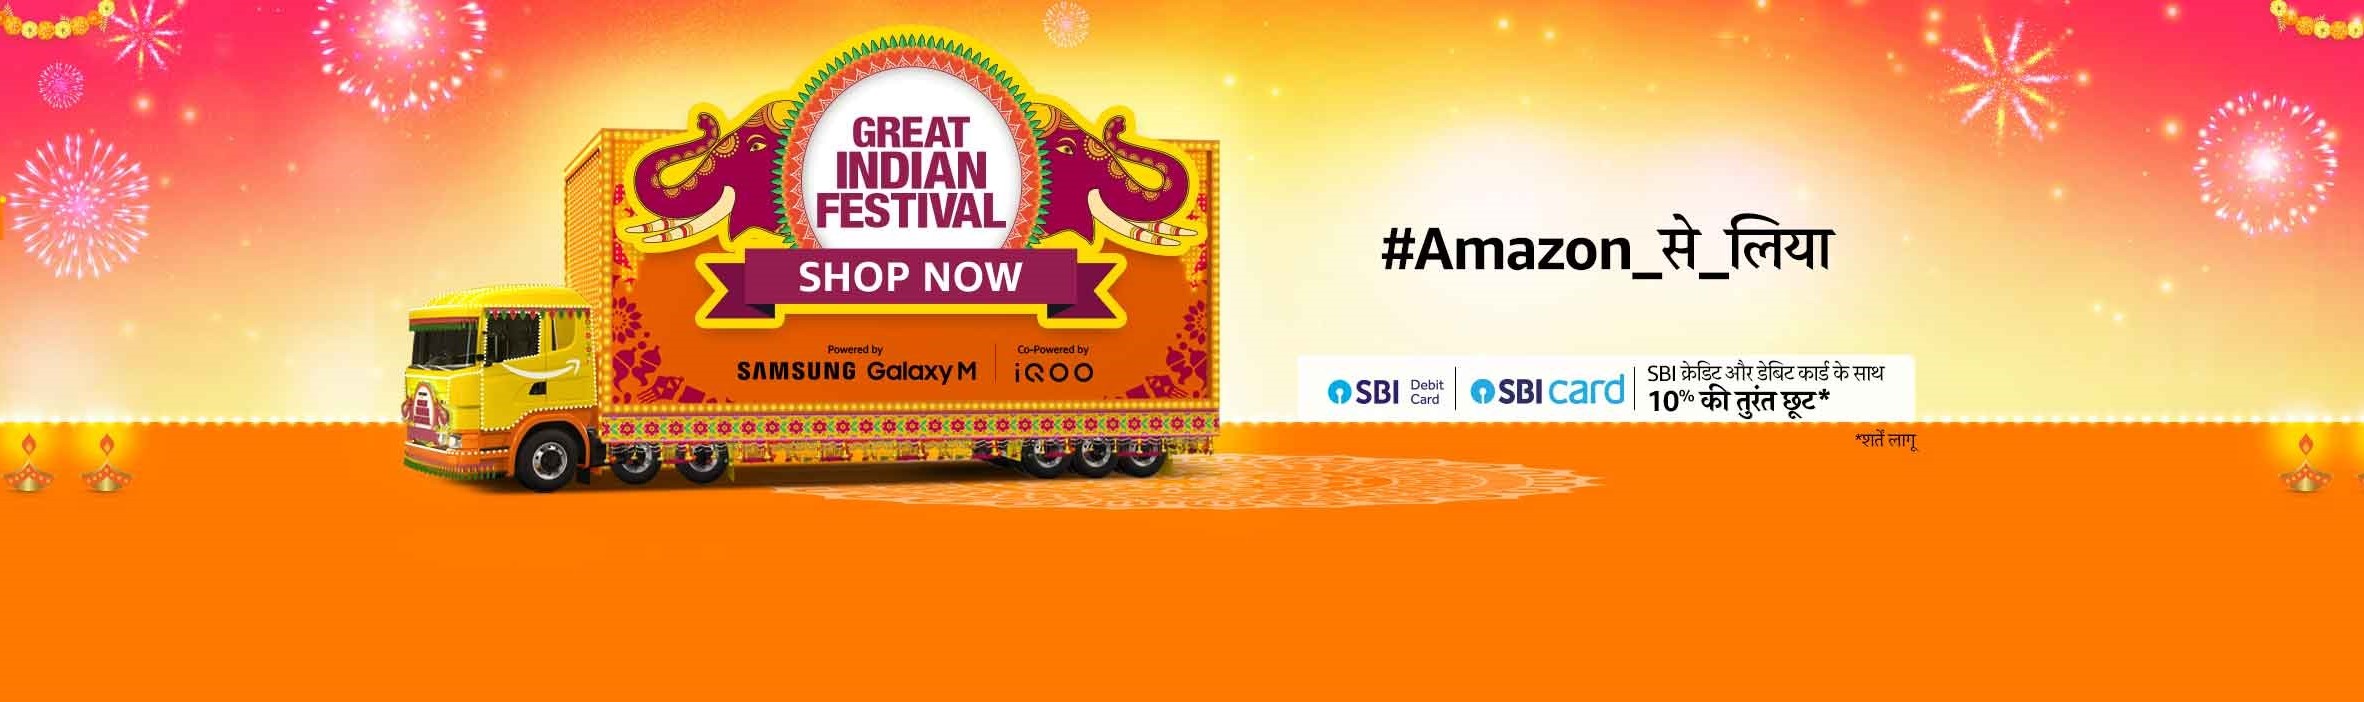 GREAT
INDIAN
FESTIVAL
SHOP NOW
Powered by
SAMSUNG Galaxy M
Co-Powered by
iQOO
#Amazon_से_लिया
SBI Debit Card
SBI card
SBI क्रेडिट और डेबिट कार्ड के साथ
10% की तुरंत छूट*
*शर्तें लागू